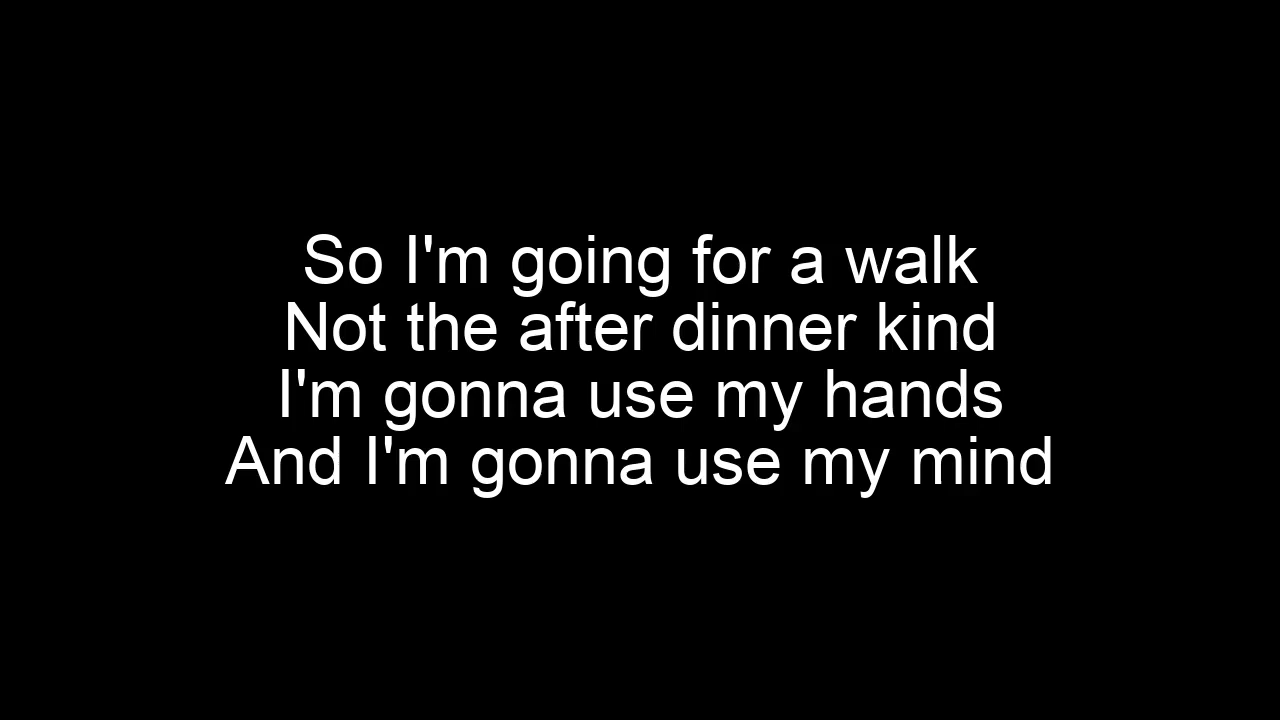 So I'm going for a walk
Not the after dinner kind
I'm gonna use my hands
And I'm gonna use my mind